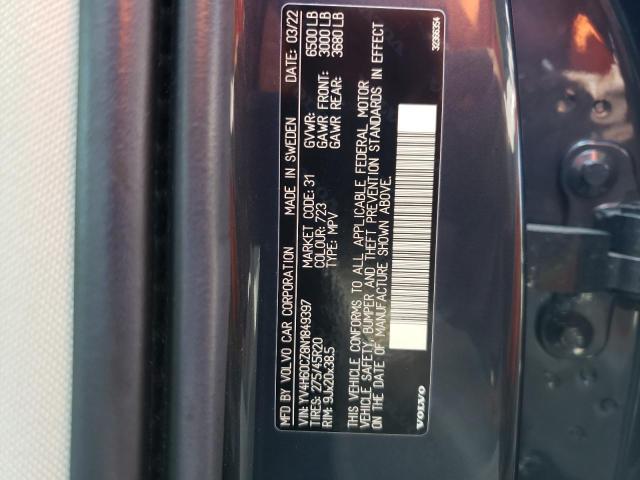 MFD BY VOLVO CAR CORPORATION MADE IN SWEDEN DATE: 03/22
VIN: YV4H60CZ8N1849397 MARKET CODE: 31 GVWR: 6500 LB
TIRES: 275/45R20 COLOUR: 723 GAWR FRONT: 3000 LB
RIM: 9Jx20x38.5 TYPE: MPV GAWR REAR: 3680 LB
THIS VEHICLE CONFORMS TO ALL APPLICABLE FEDERAL MOTOR
VEHICLE SAFETY, BUMPER AND THEFT PREVENTION STANDARDS IN EFFECT
ON THE DATE OF MANUFACTURE SHOWN ABOVE.
VOLVO 32366354